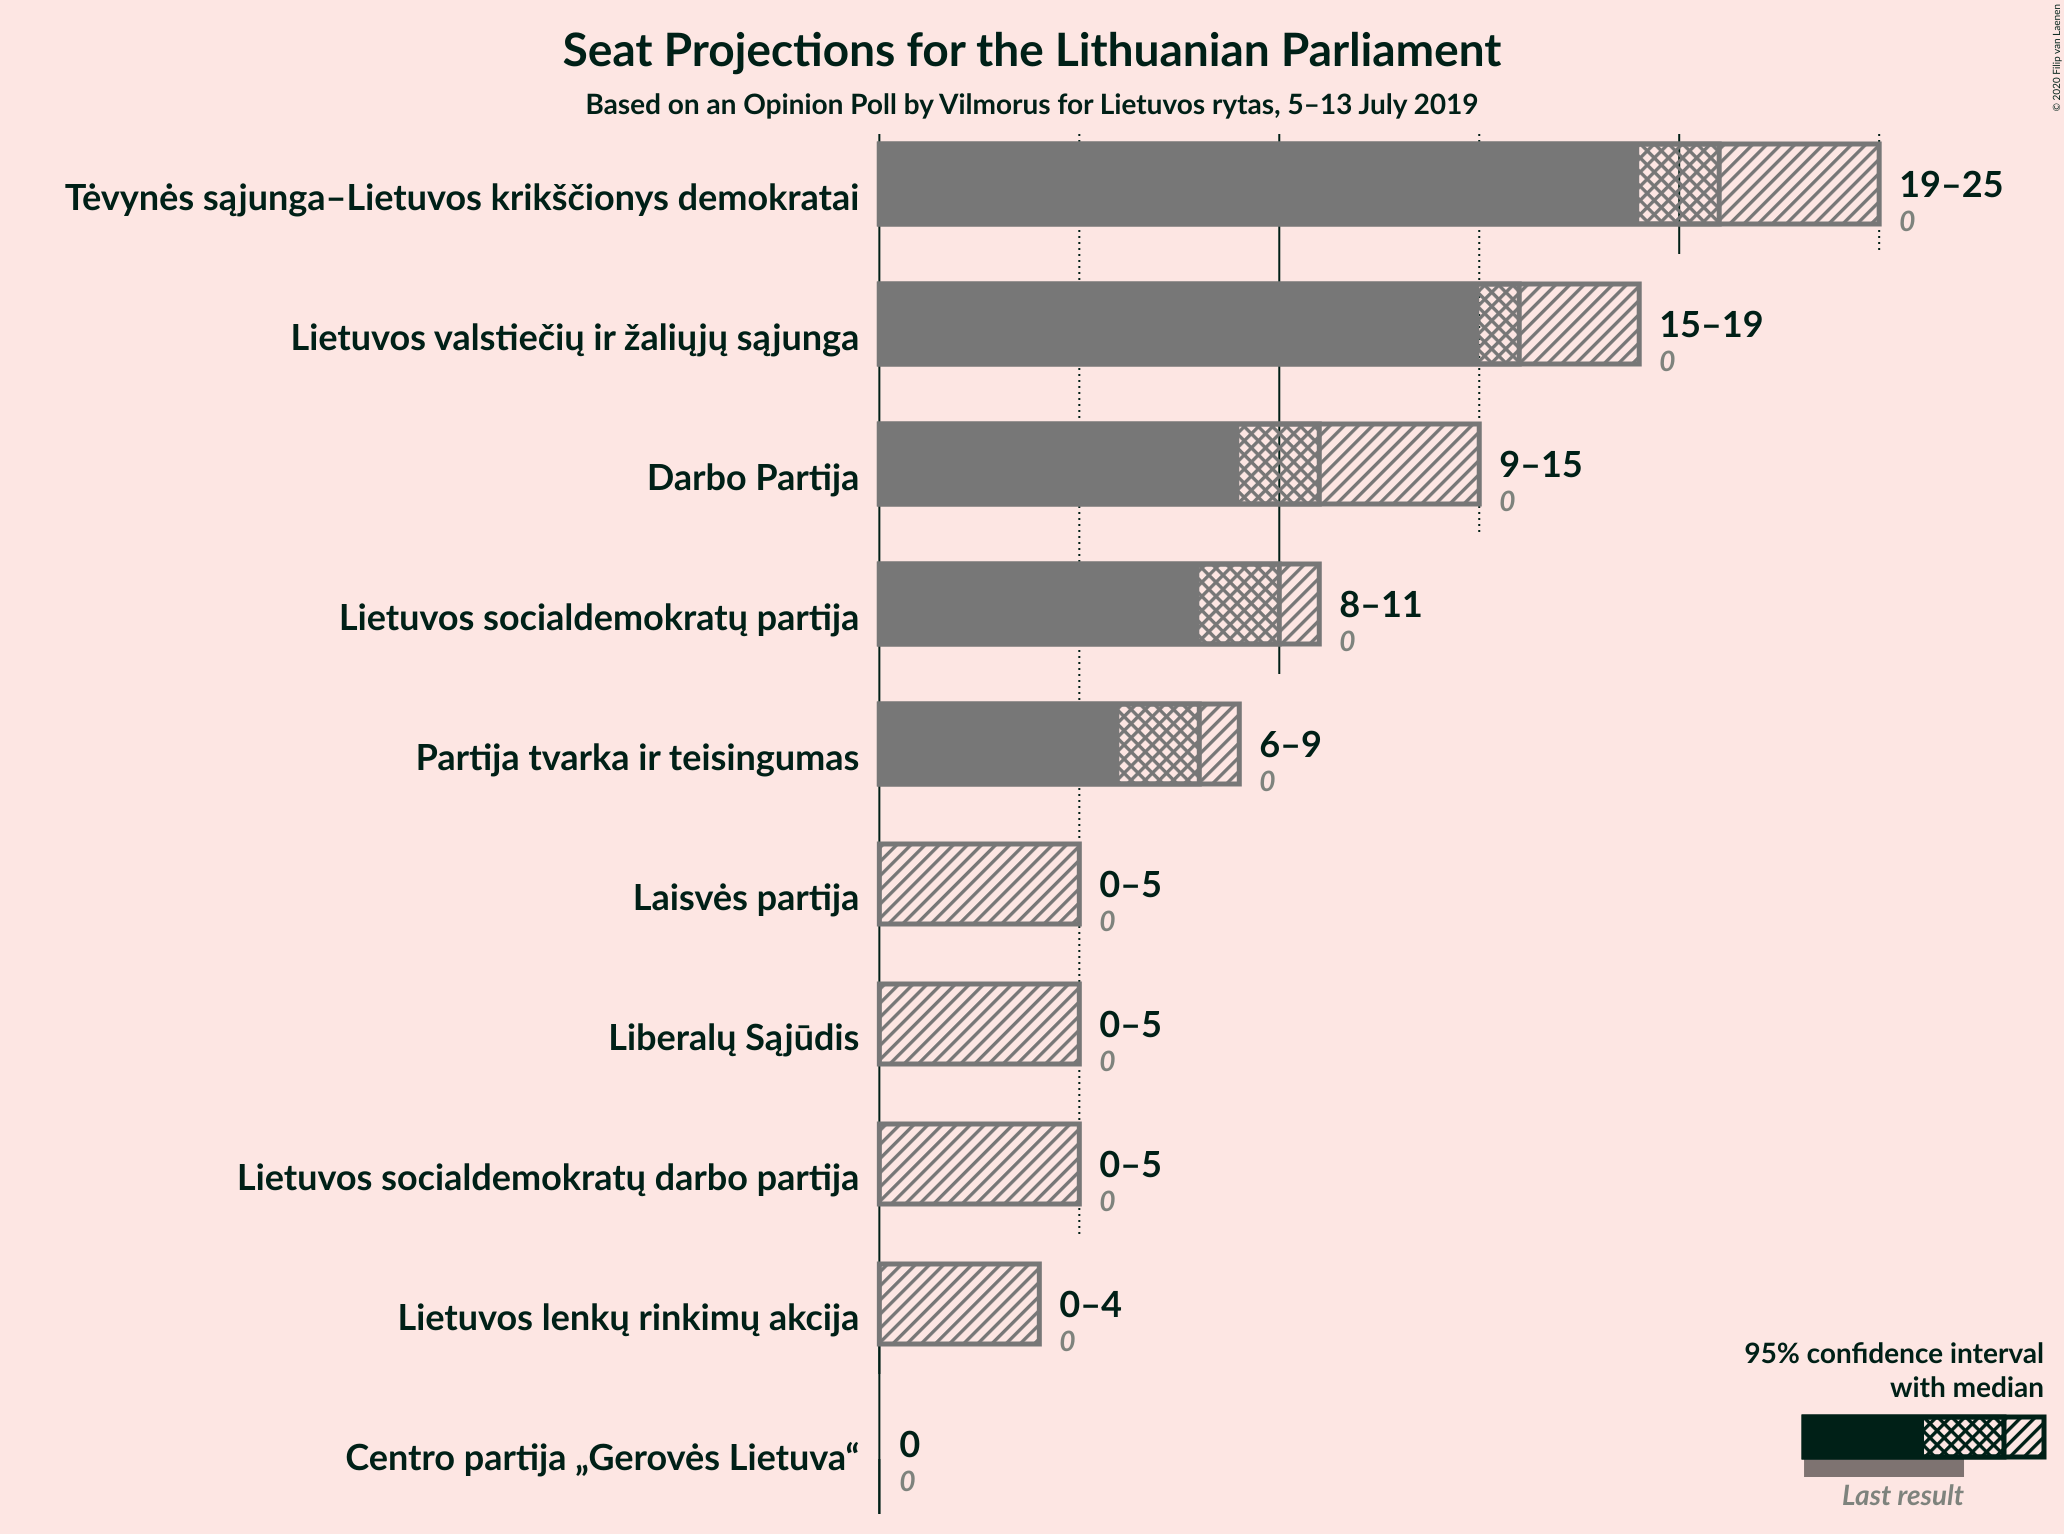 Seat Projections for the Lithuanian Parliament
Based on an Opinion Poll by Vilmorus for Lietuvos rytas, 5–13 July 2019
© 2020 Filip van Laenen
Tėvynės sąjunga–Lietuvos krikščionys demokratai
19–25
0
Lietuvos valstiečių ir žaliųjų sąjunga
15–19
0
Darbo Partija
9–15
0
Lietuvos socialdemokratų partija
8–11
0
Partija tvarka ir teisingumas
6–9
0
Laisvės partija
0–5
0
Liberalų Sąjūdis
0–5
0
Lietuvos socialdemokratų darbo partija
0–5
0
Lietuvos lenkų rinkimų akcija
0–4
0
Centro partija „Gerovės Lietuva“
0
0
95% confidence interval
with median
Last result